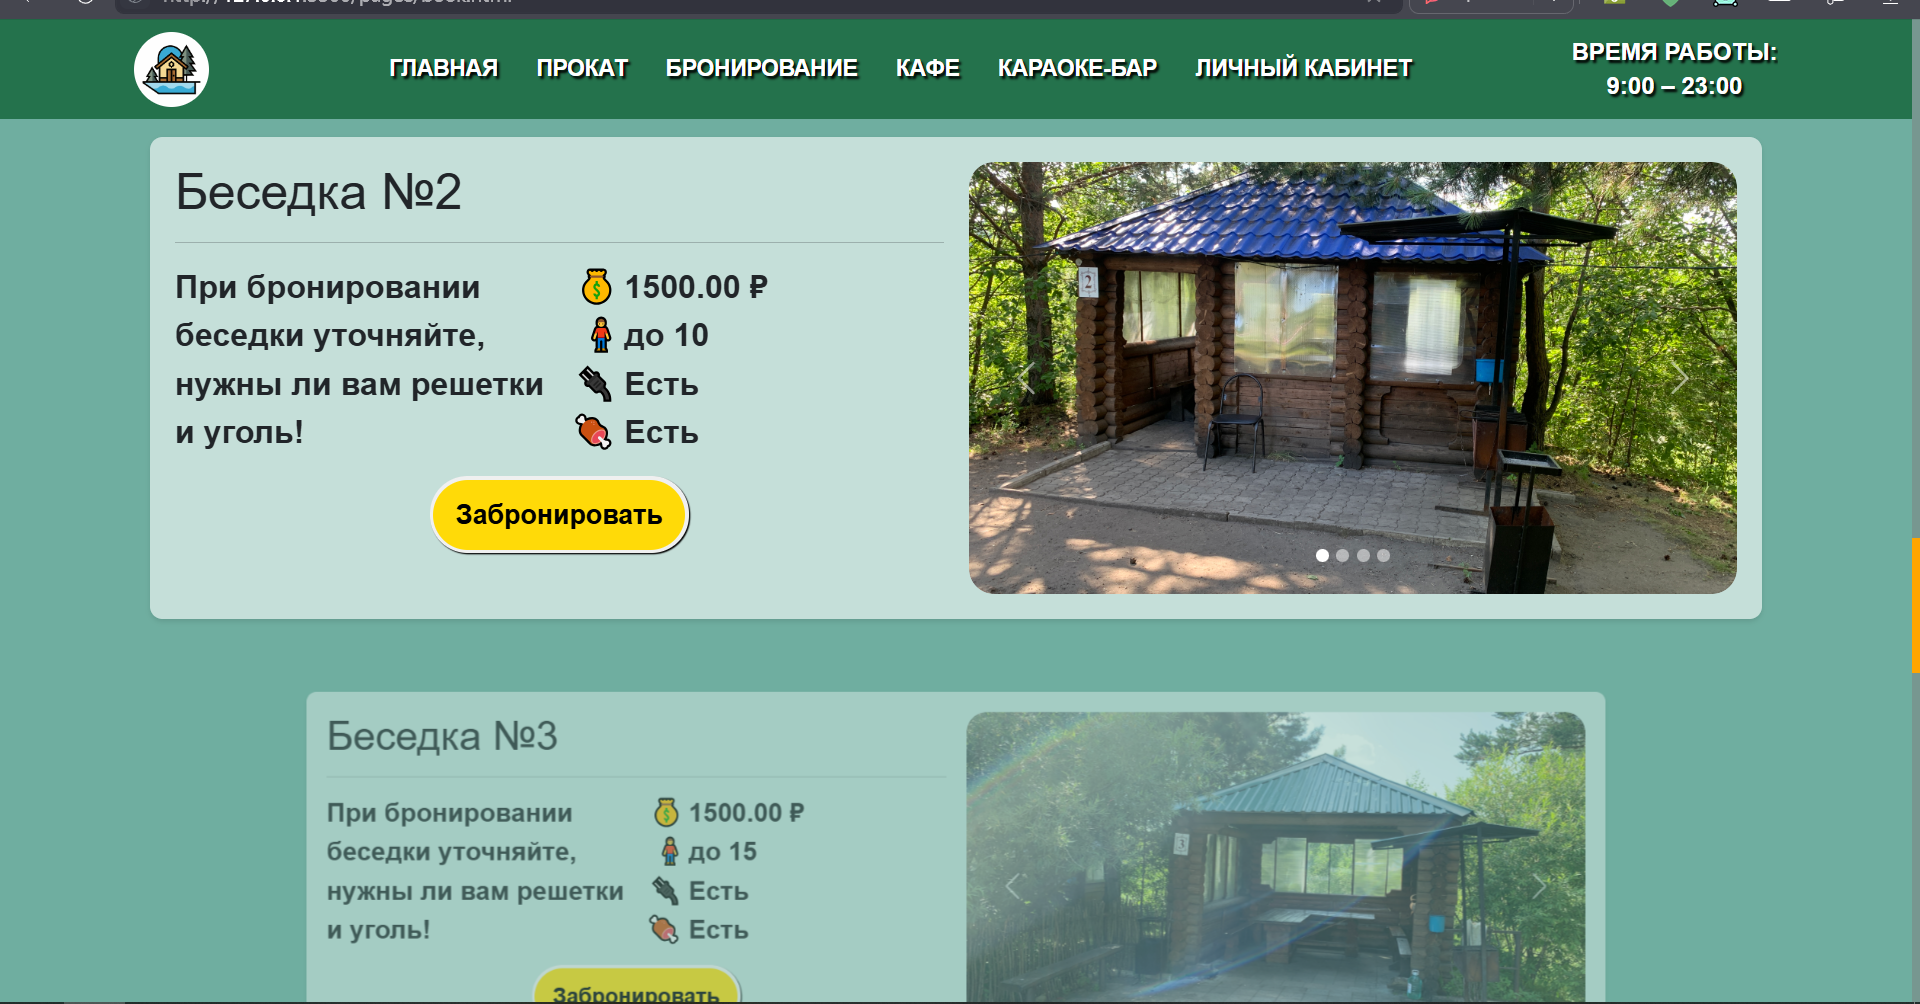 ГЛАВНАЯ ПРОКАТ БРОНИРОВАНИЕ КАФЕ КАРАОКЕ-БАР ЛИЧНЫЙ КАБИНЕТ
ВРЕМЯ РАБОТЫ:
9:00 – 23:00
Беседка №2
При бронировании
беседки уточняйте,
нужны ли вам решетки
и уголь!
1500.00 ₽
до 10
Есть
Есть
Забронировать
2
Беседка №3
При бронировании
беседки уточняйте,
нужны ли вам решетки
и уголь!
1500.00 ₽
до 15
Есть
Есть
Забронировать
3